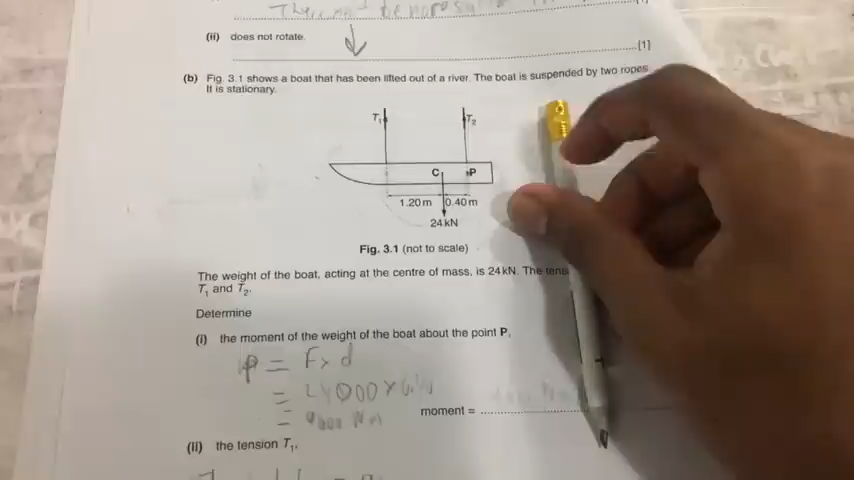 (ii) does not rotate.
[1]
(b) Fig. 3.1 shows a boat that has been lifted out of a river. The boat is suspended by two ropes.
It is stationary.
T1 T2
C P
1.20 m 0.40 m
24 kN
Fig. 3.1 (not to scale)
The weight of the boat, acting at the centre of mass, is 24 kN. The
T1 and T2.
Determine
(i) the moment of the weight of the boat about the point P,
P = F x d
= 24000 x
=
moment =
(ii) the tension T1,